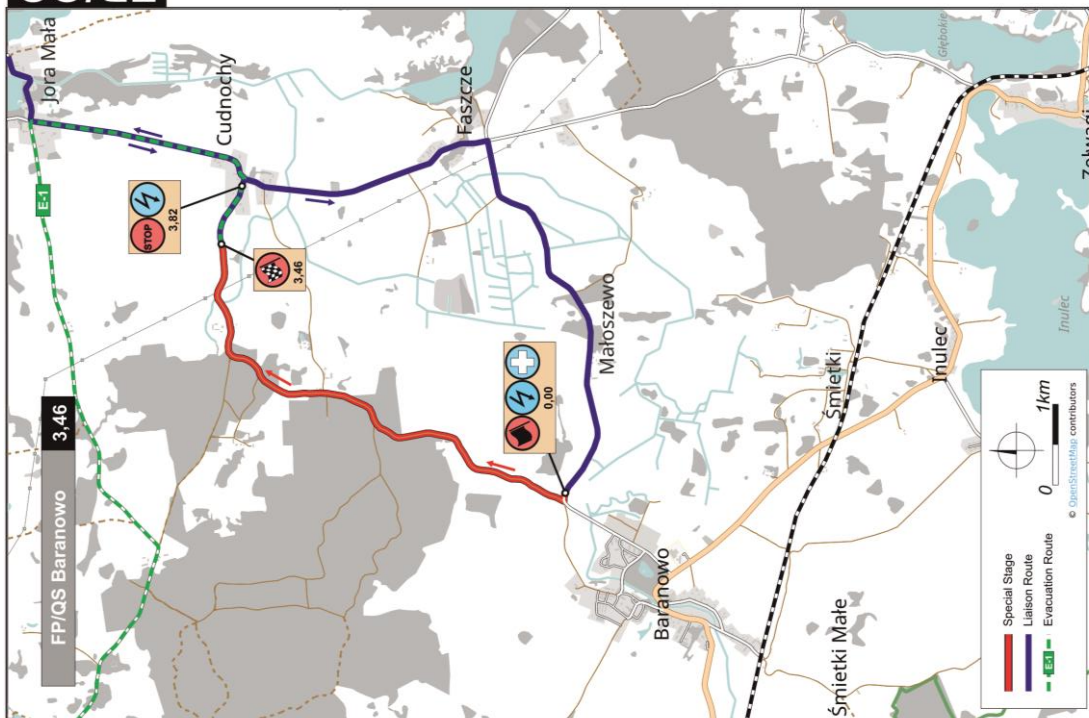 FP/QS Baranowo
3,46
E-1
Jora Mała
Cudnochy
Faszcze
Głębokie
STOP
3,82
3,46
0,00
Małoszewo
Baranowo
Śmietki
Śmietki Małe
Inulec
Inulec
Special Stage
Liaison Route
E-1
Evacuation Route
0
1km
© OpenStreetMap contributors